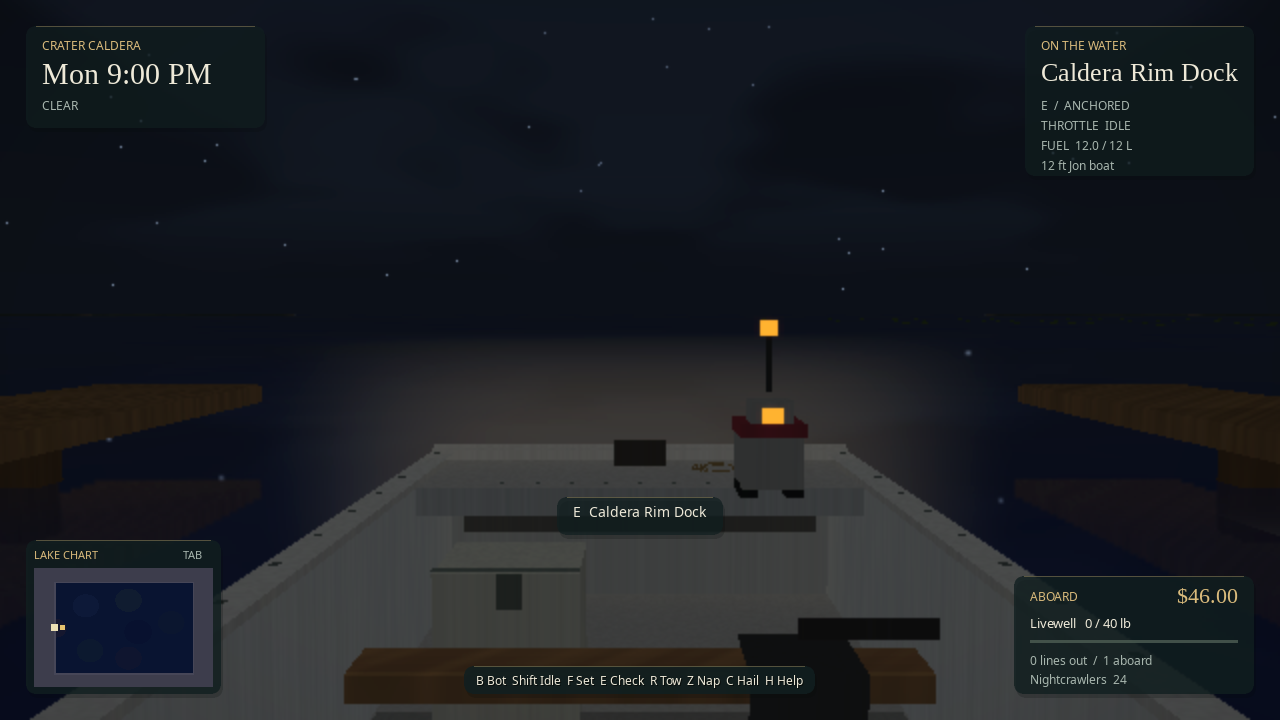 CRATER CALDERA
Mon 9:00 PM
CLEAR
ON THE WATER
Caldera Rim Dock
E / ANCHORED
THROTTLE IDLE
FUEL 12.0 / 12 L
12 ft Jon boat
E Caldera Rim Dock
LAKE CHART TAB
ABOARD $46.00
Livewell 0 / 40 lb
0 lines out / 1 aboard
Nightcrawlers 24
B Bot Shift Idle F Set E Check R Tow Z Nap C Hail H Help